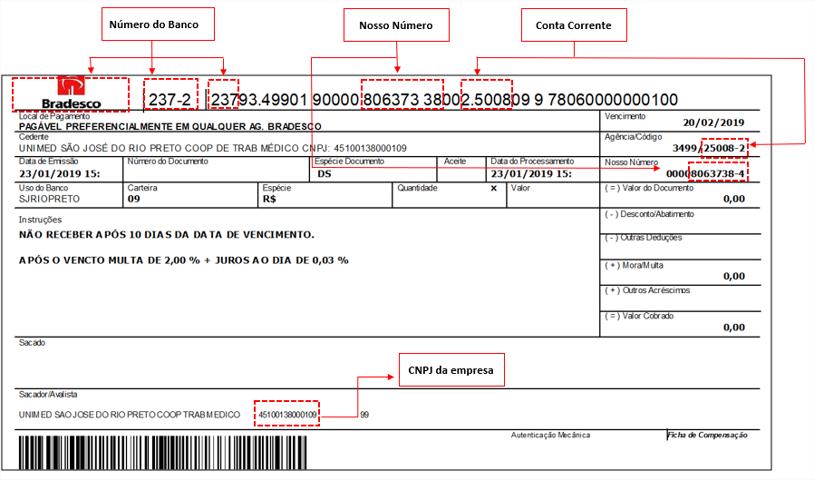 Número do Banco
Nosso Número
Conta Corrente
Bradesco
237-2
23793.49901 90000.806373 38002.500809 9 78060000000100
Local de Pagamento
PAGÁVEL PREFERENCIALMENTE EM QUALQUER AG. BRADESCO
Vencimento
20/02/2019
Cedente
UNIMED SÃO JOSÉ DO RIO PRETO COOP DE TRAB MÉDICO CNPJ: 45100138000109
Agência/Código
3499/25008-2
Data de Emissão
23/01/2019 15:
Número do Documento
Espécie Documento
DS
Aceite
Data do Processamento
23/01/2019 15:
Nosso Número
00008063738-4
Uso do Banco
SJRIOPRETO
Carteira
09
Espécie
R$
Quantidade
x
Valor
( = ) Valor do Documento
0,00
Instruções
NÃO RECEBER APÓS 10 DIAS DA DATA DE VENCIMENTO.
APÓS O VENCTO MULTA DE 2,00 % + JUROS AO DIA DE 0,03 %
( - ) Desconto/Abatimento
( - ) Outras Deduções
( + ) Mora/Multa
0,00
( + ) Outros Acréscimos
( = ) Valor Cobrado
0,00
Sacado
CNPJ da empresa
Sacador/Avalista
UNIMED SAO JOSE DO RIO PRETO COOP TRAB MEDICO 45100138000109 99
Autenticação Mecânica
Ficha de Compensação